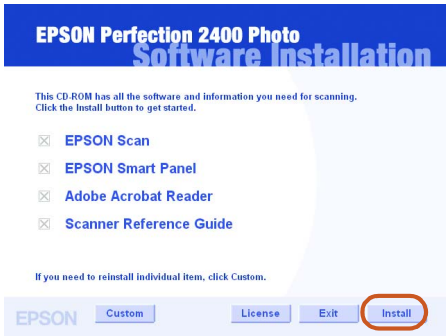 EPSON Perfection 2400 Photo
Software Installation
This CD-ROM has all the software and information you need for scanning.
Click the Install button to get started.
EPSON Scan
EPSON Smart Panel
Adobe Acrobat Reader
Scanner Reference Guide
If you need to reinstall individual item, click Custom.
EPSON Custom License Exit Install